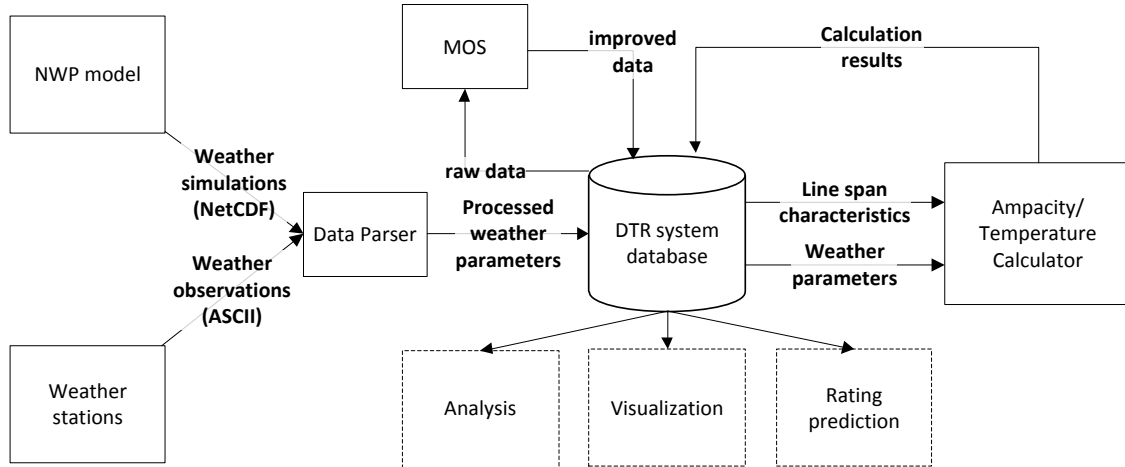 NWP model
MOS
improved
data
Calculation
results
Weather
simulations
(NetCDF)
raw data
Data Parser
Processed
weather
parameters
DTR system
database
Line span
characteristics
Weather
parameters
Ampacity/
Temperature
Calculator
Weather
observations
(ASCII)
Weather
stations
Analysis
Visualization
Rating
prediction